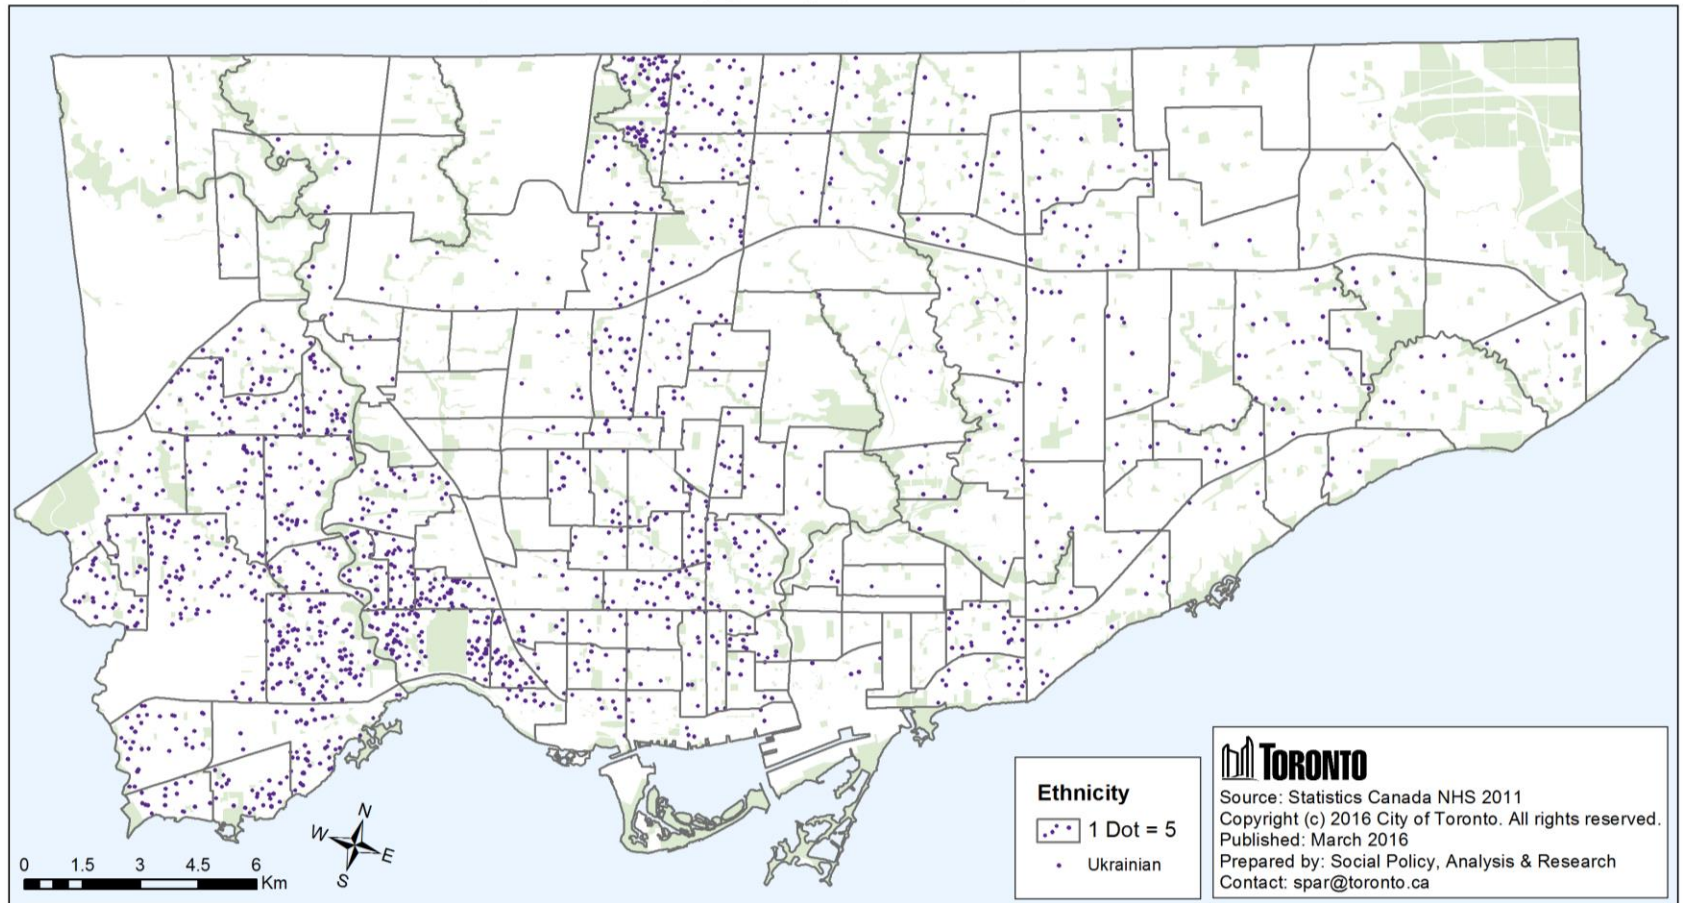 N
W
E
S
0 1.5 3 4.5 6
Km
Ethnicity
1 Dot = 5
Ukrainian
TORONTO
Source: Statistics Canada NHS 2011
Copyright (c) 2016 City of Toronto. All rights reserved.
Published: March 2016
Prepared by: Social Policy, Analysis & Research
Contact: spar@toronto.ca